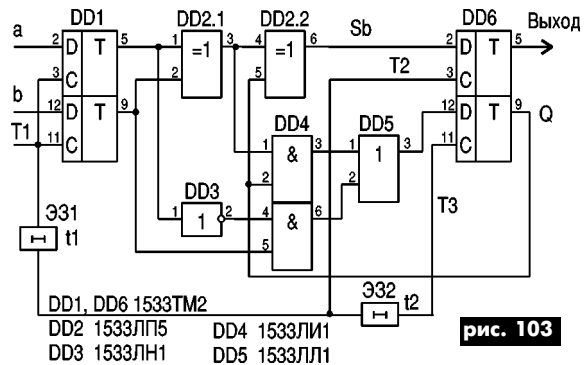 DD1 DD2.1 DD2.2 DD6 Выход
a 2 D T 5 1 =1 3 4 =1 6 Sb 2 D T 5
3 C 2 5 T2 3 C
b 12 D T 9 DD4 DD5 12 D T 9 Q
T1 11 C 1 & 3 1 1 3 11 C
2 2
DD3
ЭЗ1 1 1 2 4 & 6 T3
t1 5
ЭЗ2 t2
DD1, DD6 1533ТМ2
DD2 1533ЛП5 DD4 1533ЛИ1
DD3 1533ЛН1 DD5 1533ЛЛ1
рис. 103